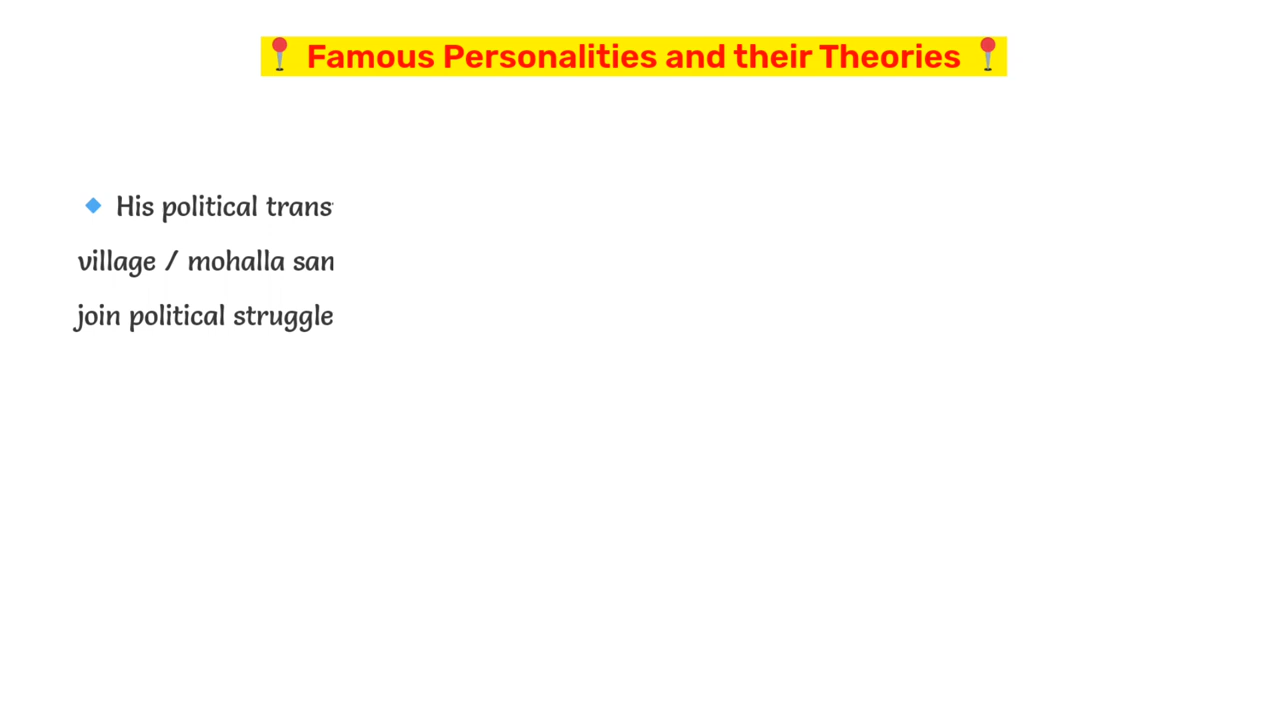 📍 Famous Personalities and their Theories 📍
🔹 His political trans
village / mohalla san
join political struggle